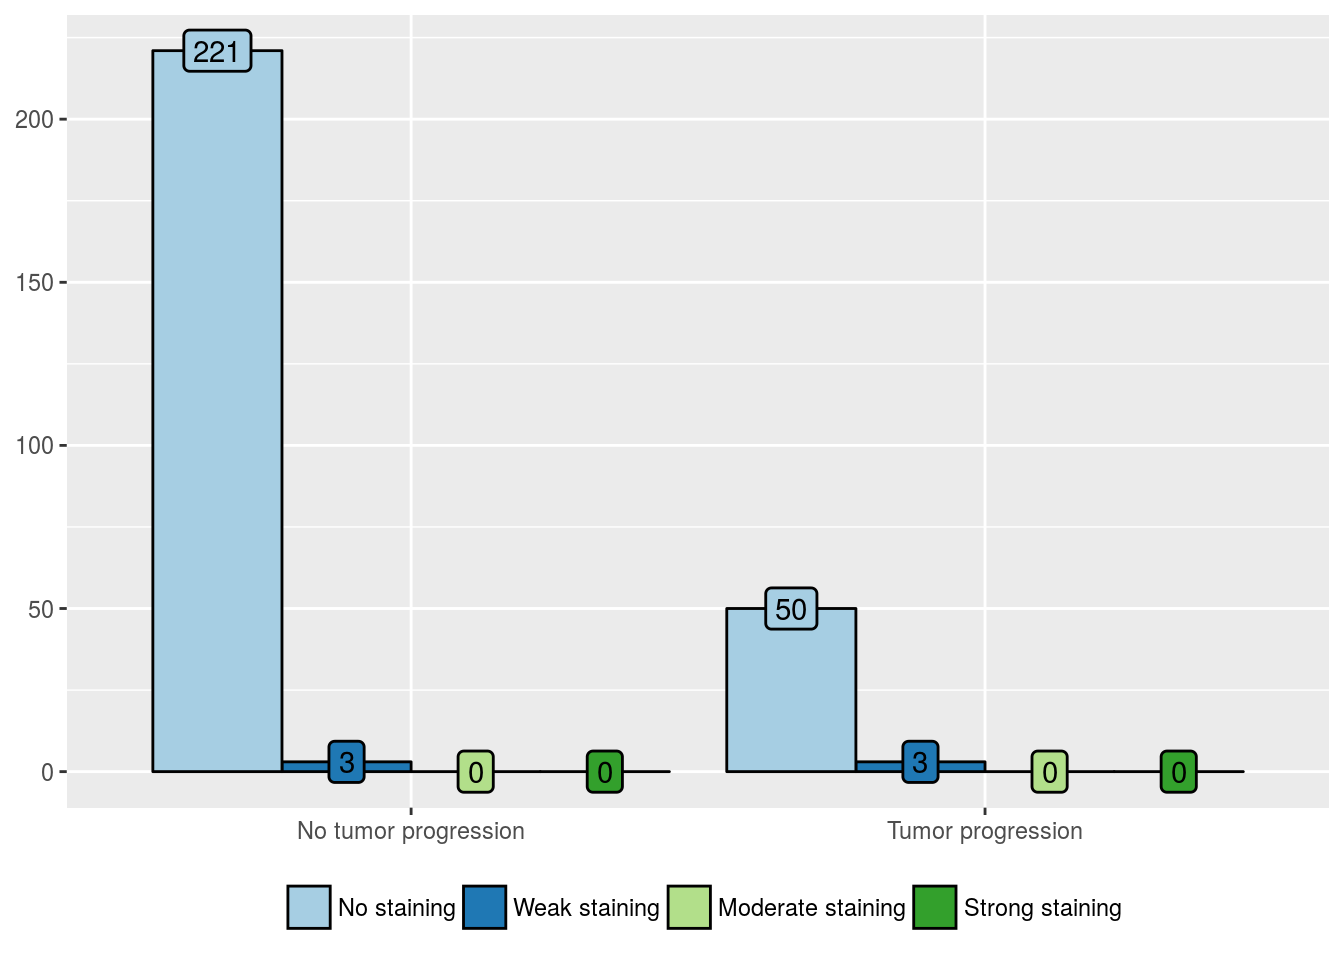 221
200
150
100
50
50
3
3
0
0
0
0
0
No tumor progression
Tumor progression
No staining
Weak staining
Moderate staining
Strong staining